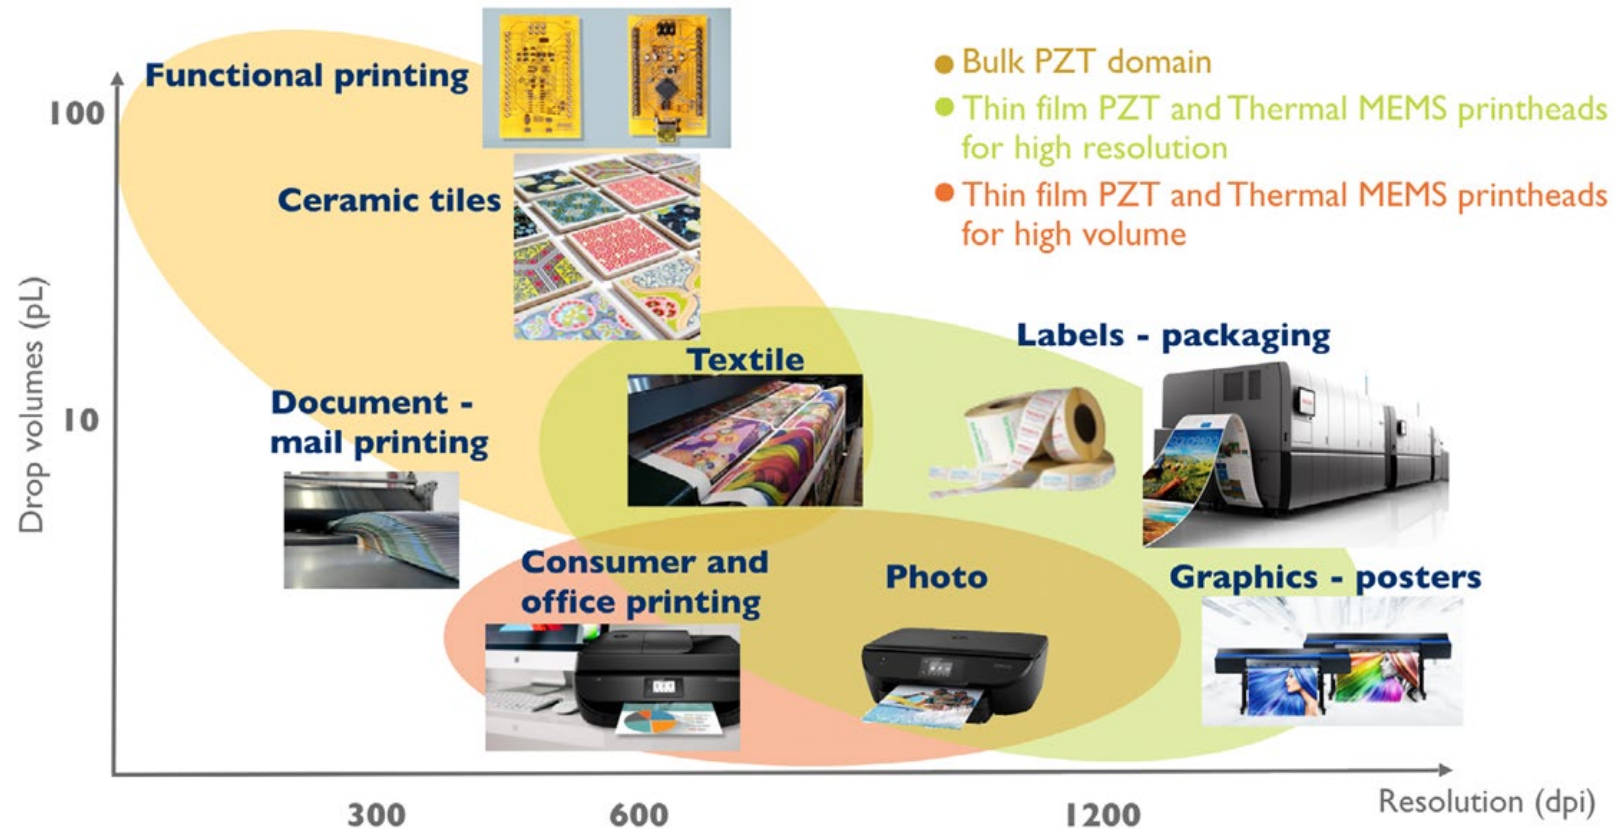 Functional printing
100
Ceramic tiles
Bulk PZT domain
Thin film PZT and Thermal MEMS printheads
for high resolution
Thin film PZT and Thermal MEMS printheads
for high volume
Drop volumes (pL)
Textile
Labels - packaging
Document -
mail printing
10
Consumer and
office printing
Photo
Graphics - posters
300
600
1200
Resolution (dpi)